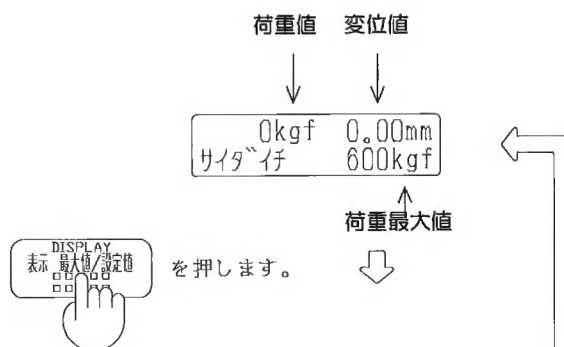 荷重値 変位値
0kgf 0.00mm
サイダイチ 600kgf
荷重最大値
DISPLAY
表示 最大値/設定値
を押します。